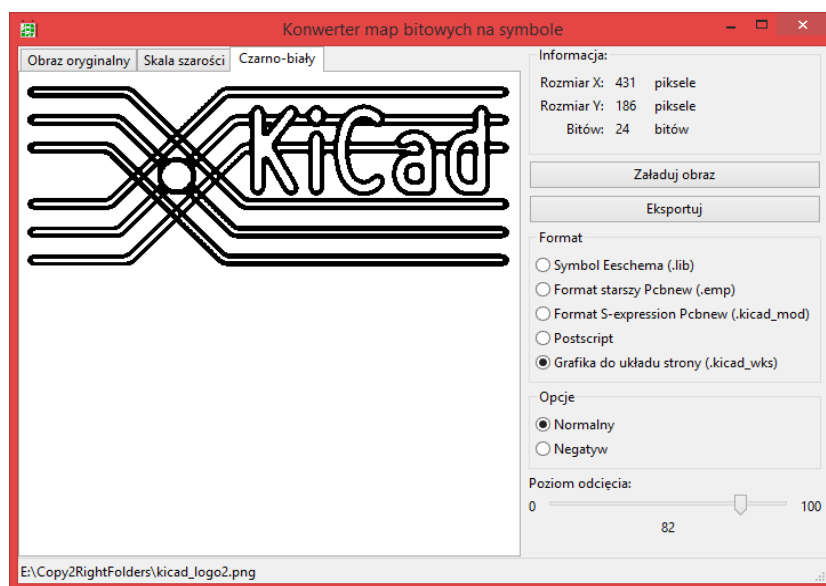 Konwerter map bitowych na symbole
Obraz oryginalny Skala szarości Czarno-biały
KiCad
Informacja:
Rozmiar X: 431 piksele
Rozmiar Y: 186 piksele
Bitów: 24 bitów
Załaduj obraz
Eksportuj
Format
Symbol Eeschema (.lib)
Format starszy Pcbnew (.emp)
Format S-expression Pcbnew (.kicad_mod)
Postscript
Grafika do układu strony (.kicad_wks)
Opcje
Normalny
Negatyw
Poziom odcięcia:
0 100
82
E:\Copy2RightFolders\kicad_logo2.png